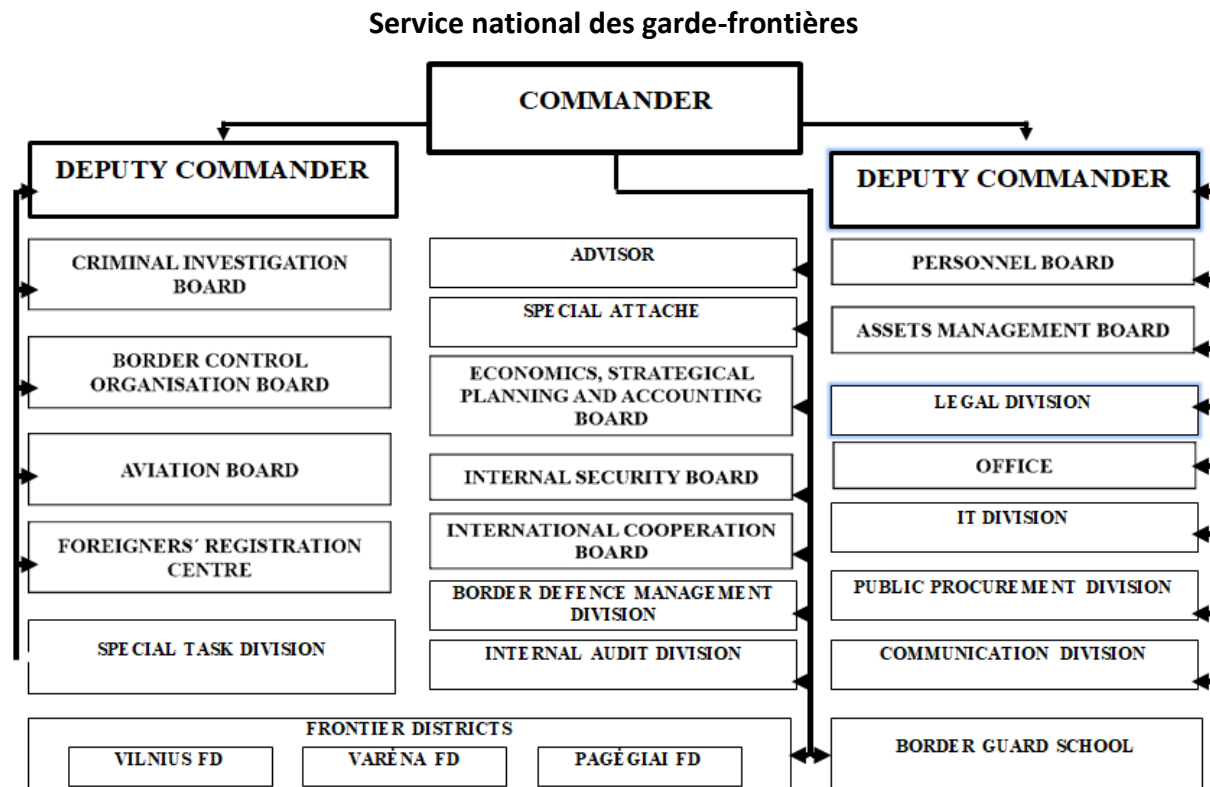 Service national des garde-frontières
COMMANDER
DEPUTY COMMANDER
CRIMINAL INVESTIGATION
BOARD
BORDER CONTROL
ORGANISATION BOARD
AVIATION BOARD
FOREIGNERS´ REGISTRATION
CENTRE
SPECIAL TASK DIVISION
ADVISOR
SPECIAL ATTACHE
ECONOMICS, STRATEGICAL
PLANNING AND ACCOUNTING
BOARD
INTERNAL SECURITY BOARD
INTERNATIONAL COOPERATION
BOARD
BORDER DEFENCE MANAGEMENT
DIVISION
INTERNAL AUDIT DIVISION
DEPUTY COMMANDER
PERSONNEL BOARD
ASSETS MANAGEMENT BOARD
LEGAL DIVISION
OFFICE
IT DIVISION
PUBLIC PROCUREMENT DIVISION
COMMUNICATION DIVISION
FRONTIER DISTRICTS
VILNIUS FD
VARÉNA FD
PAGÉGIAI FD
BORDER GUARD SCHOOL